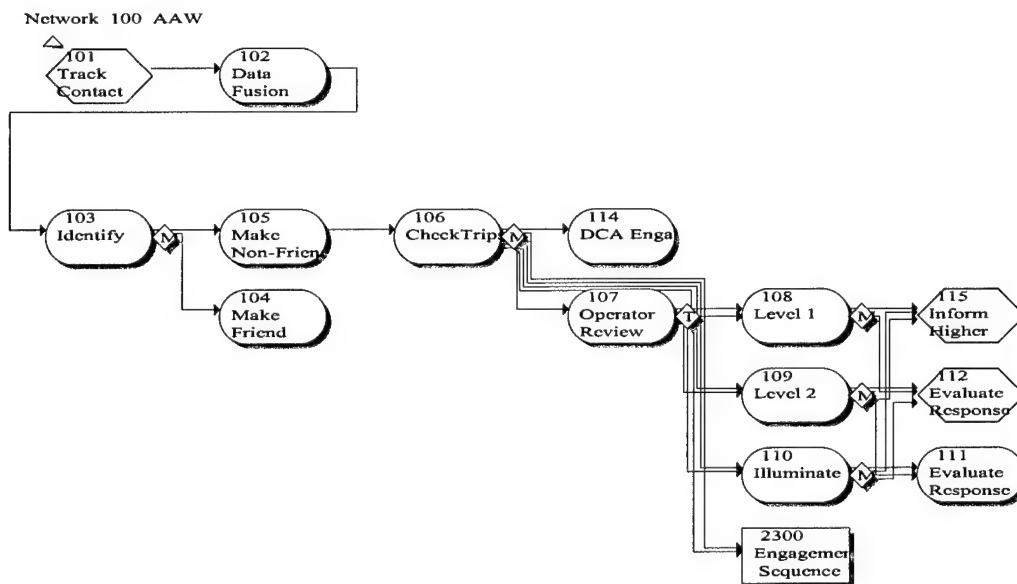 Network 100 AAW
101
Track
Contact
102
Data
Fusion
103
Identify
M
105
Make
Non-Frien
106
CheckTrip
M
114
DCA Enga
104
Make
Friend
107
Operator
Review
T
108
Level 1
M
115
Inform
Higher
109
Level 2
M
112
Evaluate
Response
110
Illuminate
M
111
Evaluate
Response
2300
Engagemen
Sequence